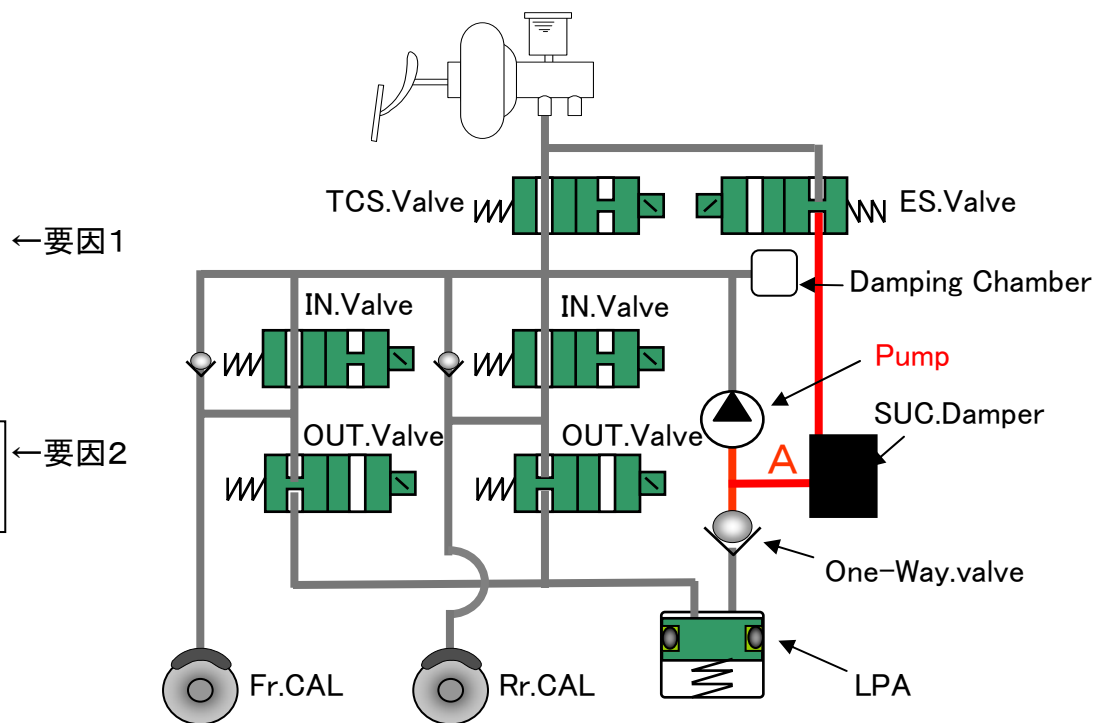 TCS.Valve
ES.Valve
←要因1
Damping Chamber
IN.Valve
IN.Valve
Pump
SUC.Damper
OUT.Valve
OUT.Valve
←要因2
A
One-Way.valve
Fr.CAL
Rr.CAL
LPA